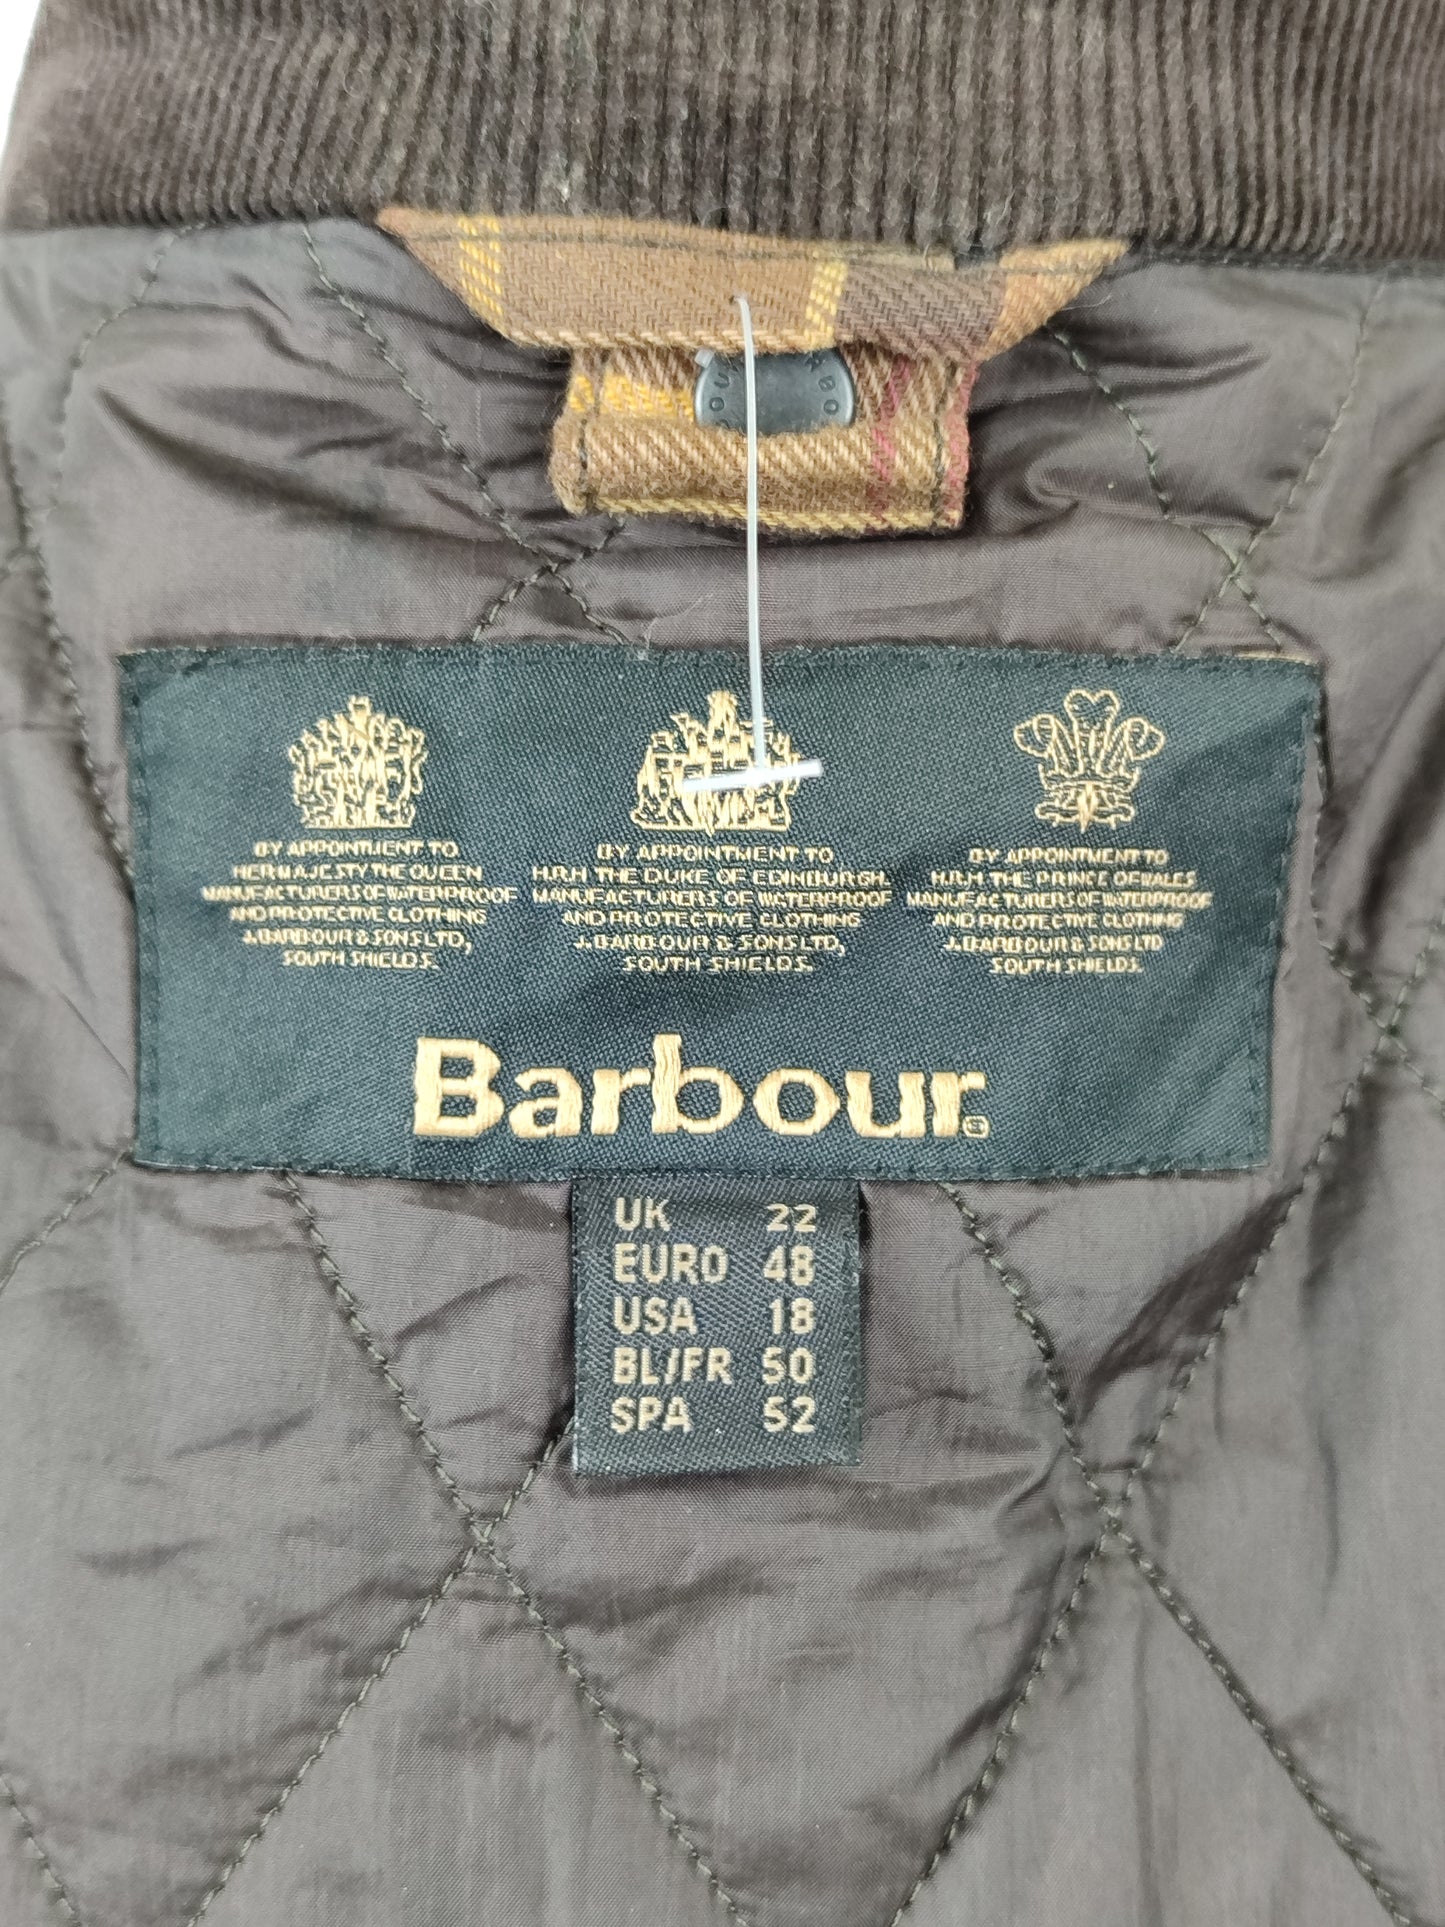 BY APPOINTMENT TO
HER MAJESTY THE QUEEN
MANUFACTURERS OF WATERPROOF
AND PROTECTIVE CLOTHING
J.BARBOUR & SONS LTD,
SOUTH SHIELDS.
BY APPOINTMENT TO
H.R.H THE DUKE OF EDINBURGH.
MANUFACTURERS OF WATERPROOF
AND PROTECTIVE CLOTHING
J.BARBOUR & SONS LTD,
SOUTH SHIELDS.
BY APPOINTMENT TO
H.R.H THE PRINCE OF WALES
MANUFACTURERS OF WATERPROOF
AND PROTECTIVE CLOTHING
J.BARBOUR & SONS LTD
SOUTH SHIELDS.
Barbour®
UK 22
EURO 48
USA 18
BL/FR 50
SPA 52